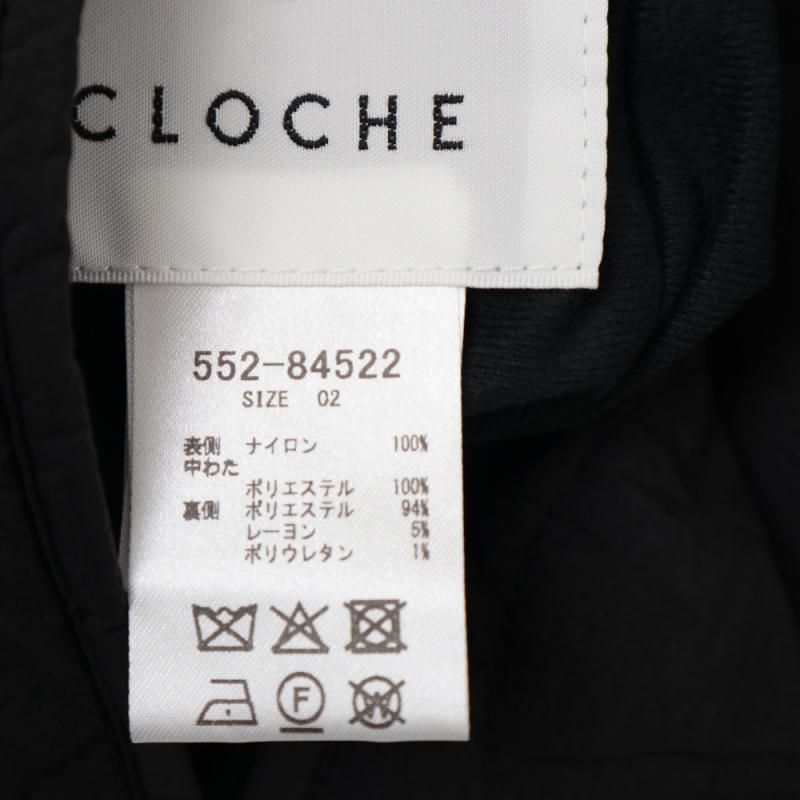 CLOCHE
552-84522
SIZE 02
表側 ナイロン 100%
中わた
ポリエステル 100%
裏側 ポリエステル 94%
レーヨン 5%
ポリウレタン 1%
F W